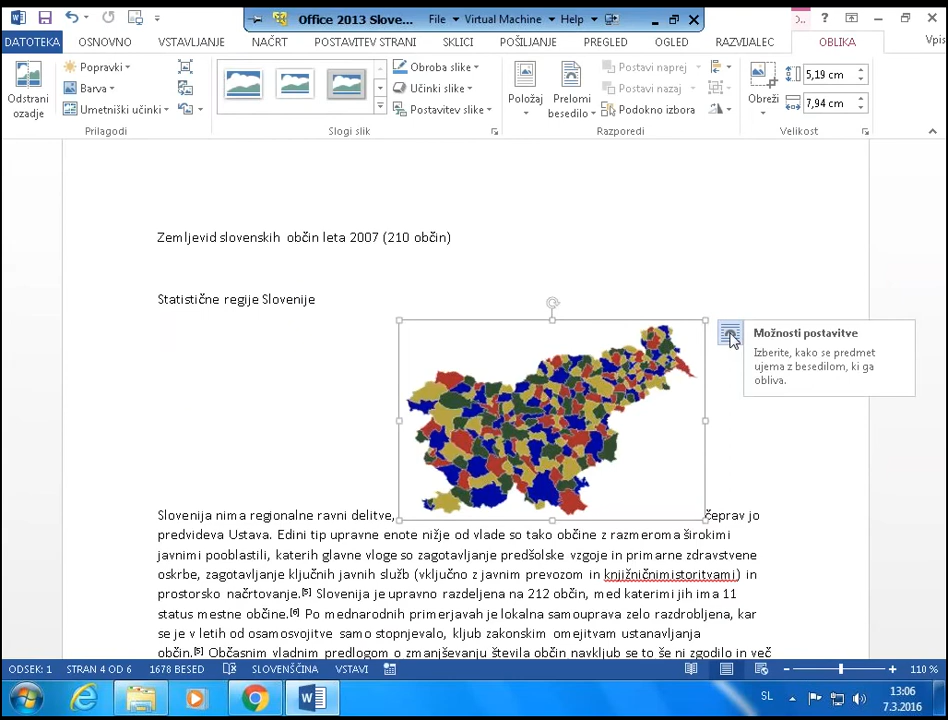 Office 2013 Slove...
File
Virtual Machine
Help
?
Vpis
DATOTEKA
OSNOVNO
VSTAVLJANJE
NAČRT
POSTAVITEV STRANI
SKLICI
POŠILJANJE
PREGLED
OGLED
RAZVIJALEC
OBLIKA
Odstrani
ozadje
Popravki
Barva
Umetniški učinki
Prilagodi
Obroba slike
Učinki slike
Postavitev slike
Slogi slik
Položaj
Prelomi
besedilo
Postavi naprej
Postavi nazaj
Podokno izbora
Razporedi
Obreži
5,19 cm
7,94 cm
Velikost
Zemljevid slovenskih občin leta 2007 (210 občin)
Statistične regije Slovenije
Možnosti postavitve
Izberite, kako se predmet
ujema z besedilom, ki ga
obliva.
Slovenija nima regionalne ravni delitve, čeprav jo
predvideva Ustava. Edini tip upravne enote nižje od vlade so tako občine z razmeroma širokimi
javnimi pooblastili, katerih glavne vloge so zagotavljanje predšolske vzgoje in primarne zdravstvene
oskrbe, zagotavljanje ključnih javnih služb (vključno z javnim prevozom in knjižničnimistoritvami) in
prostorsko načrtovanje.[5] Slovenija je upravno razdeljena na 212 občin, med katerimi jih ima 11
status mestne občine.[6] Po mednarodnih primerjavah je lokalna samouprava zelo razdrobljena, kar
se je v letih od osamosvojitve samo stopnjevalo, kljub zakonskim omejitvam ustanavljanja
občin.[5] Občasnim vladnim predlogom o zmanjševanju števila občin navkljub se to še ni zgodilo in več
ODSEK: 1
STRAN 4 OD 6
1678 BESED
SLOVENŠČINA
VSTAVI
110 %
SL
13:06
7.3.2016